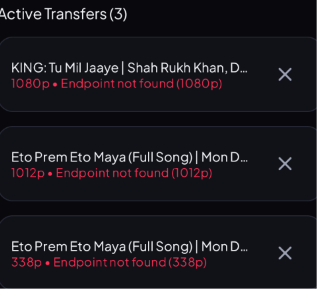 Active Transfers (3)
KING: Tu Mil Jaaye | Shah Rukh Khan, D...
1080p • Endpoint not found (1080p)
Eto Prem Eto Maya (Full Song) | Mon D...
1012p • Endpoint not found (1012p)
Eto Prem Eto Maya (Full Song) | Mon D...
338p • Endpoint not found (338p)